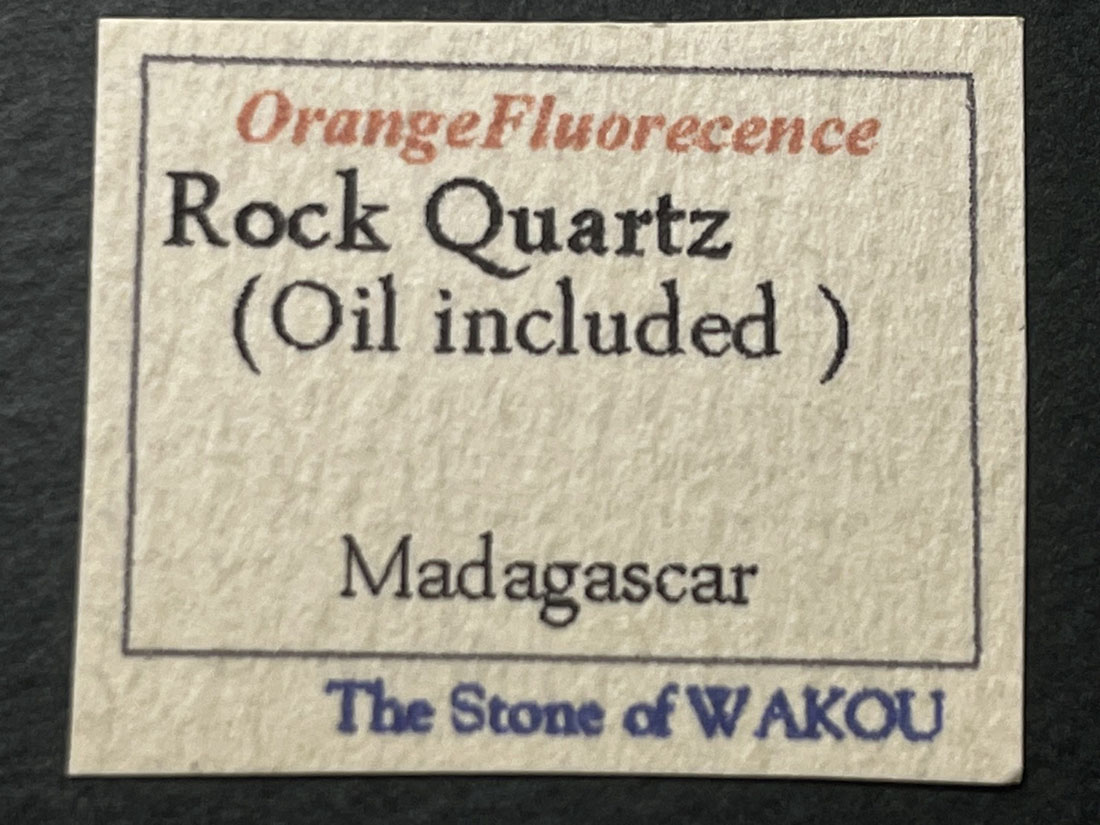 OrangeFluorecence
Rock Quartz
(Oil included )
Madagascar
The Stone of WAKOU